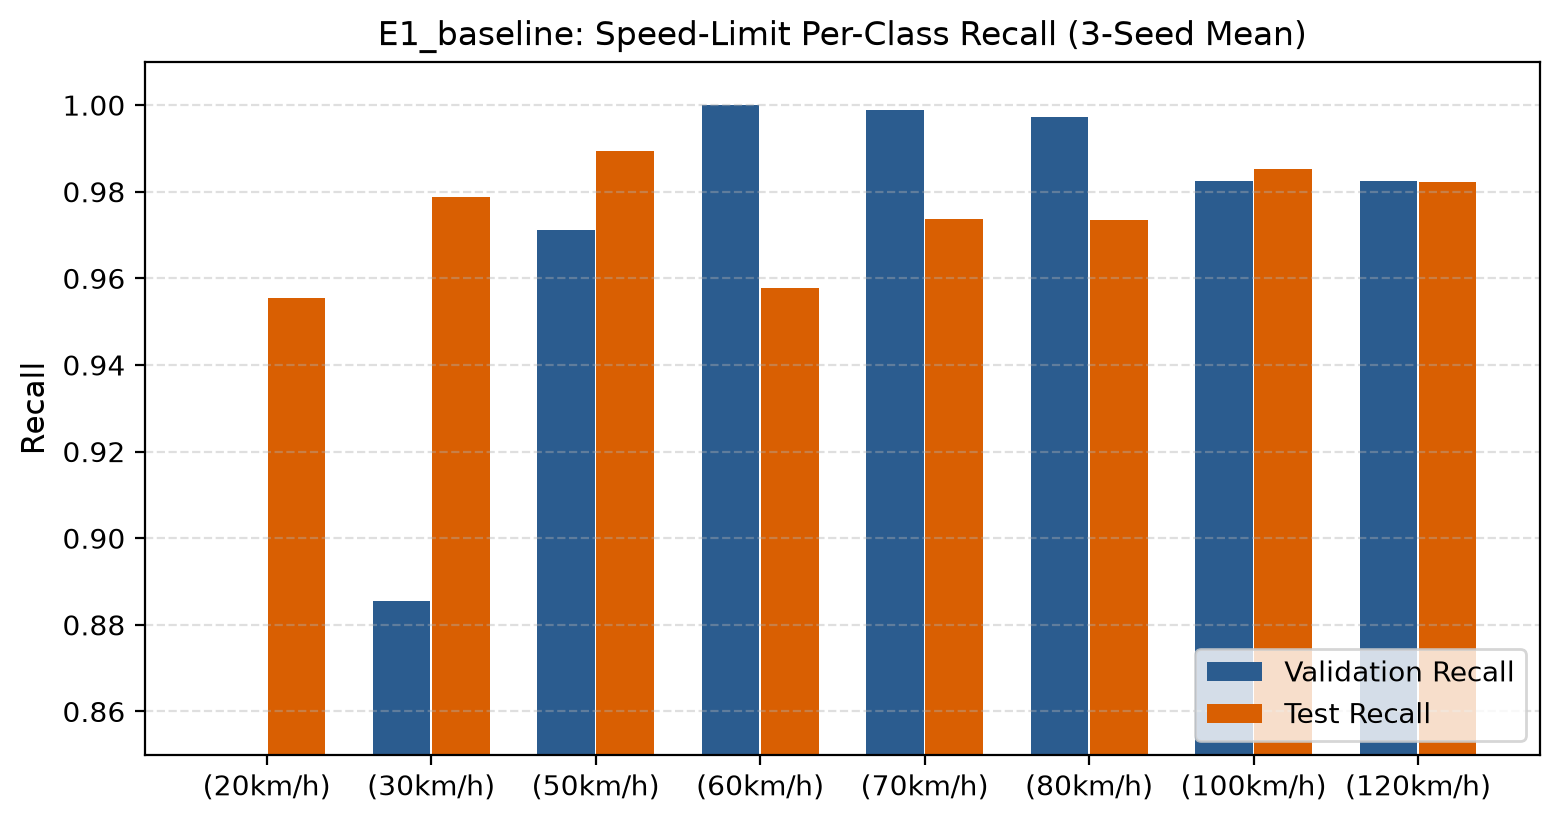 E1_baseline: Speed-Limit Per-Class Recall (3-Seed Mean)
Recall
1.00
0.98
0.96
0.94
0.92
0.90
0.88
0.86
(20km/h) (30km/h) (50km/h) (60km/h) (70km/h) (80km/h) (100km/h) (120km/h)
Validation Recall
Test Recall